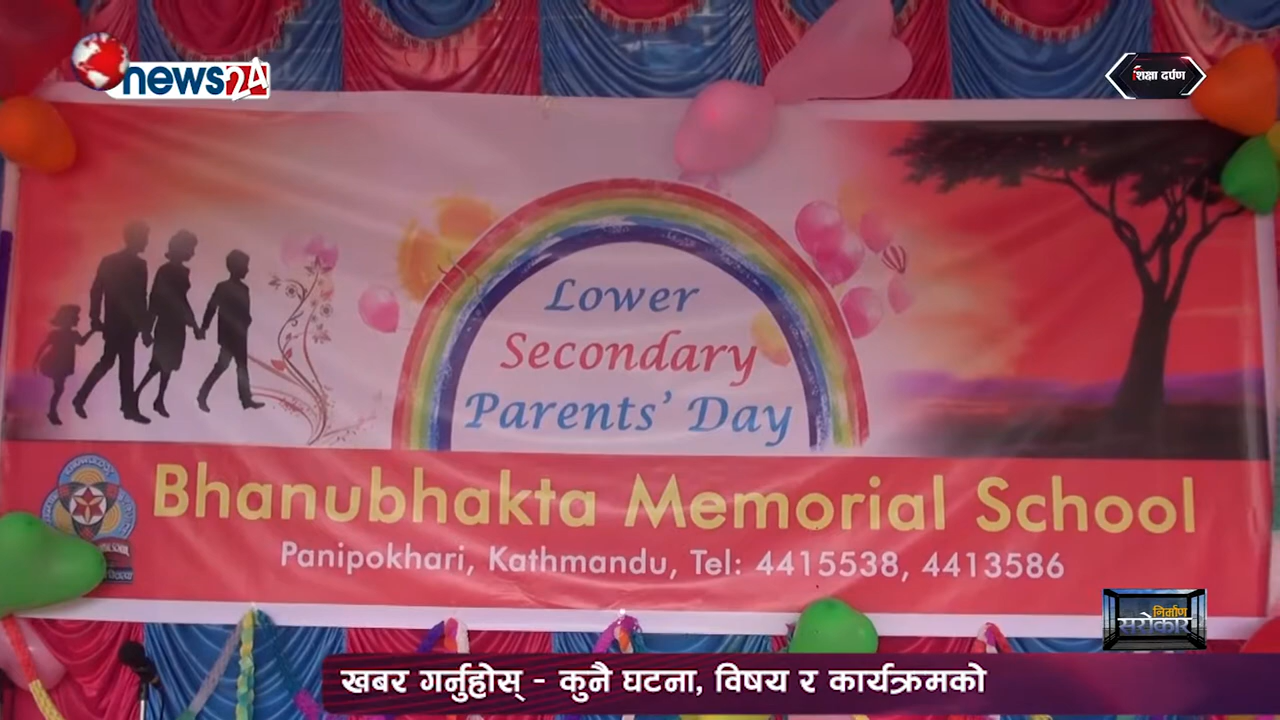 news24
शिक्षा दर्पण
Lower
Secondary
Parents' Day
Bhanubhakta Memorial School
Panipokhari, Kathmandu, Tel: 4415538, 4413586
निर्माण
सरोकार
खबर गर्नुहोस् - कुनै घटना, विषय र कार्यक्रमको